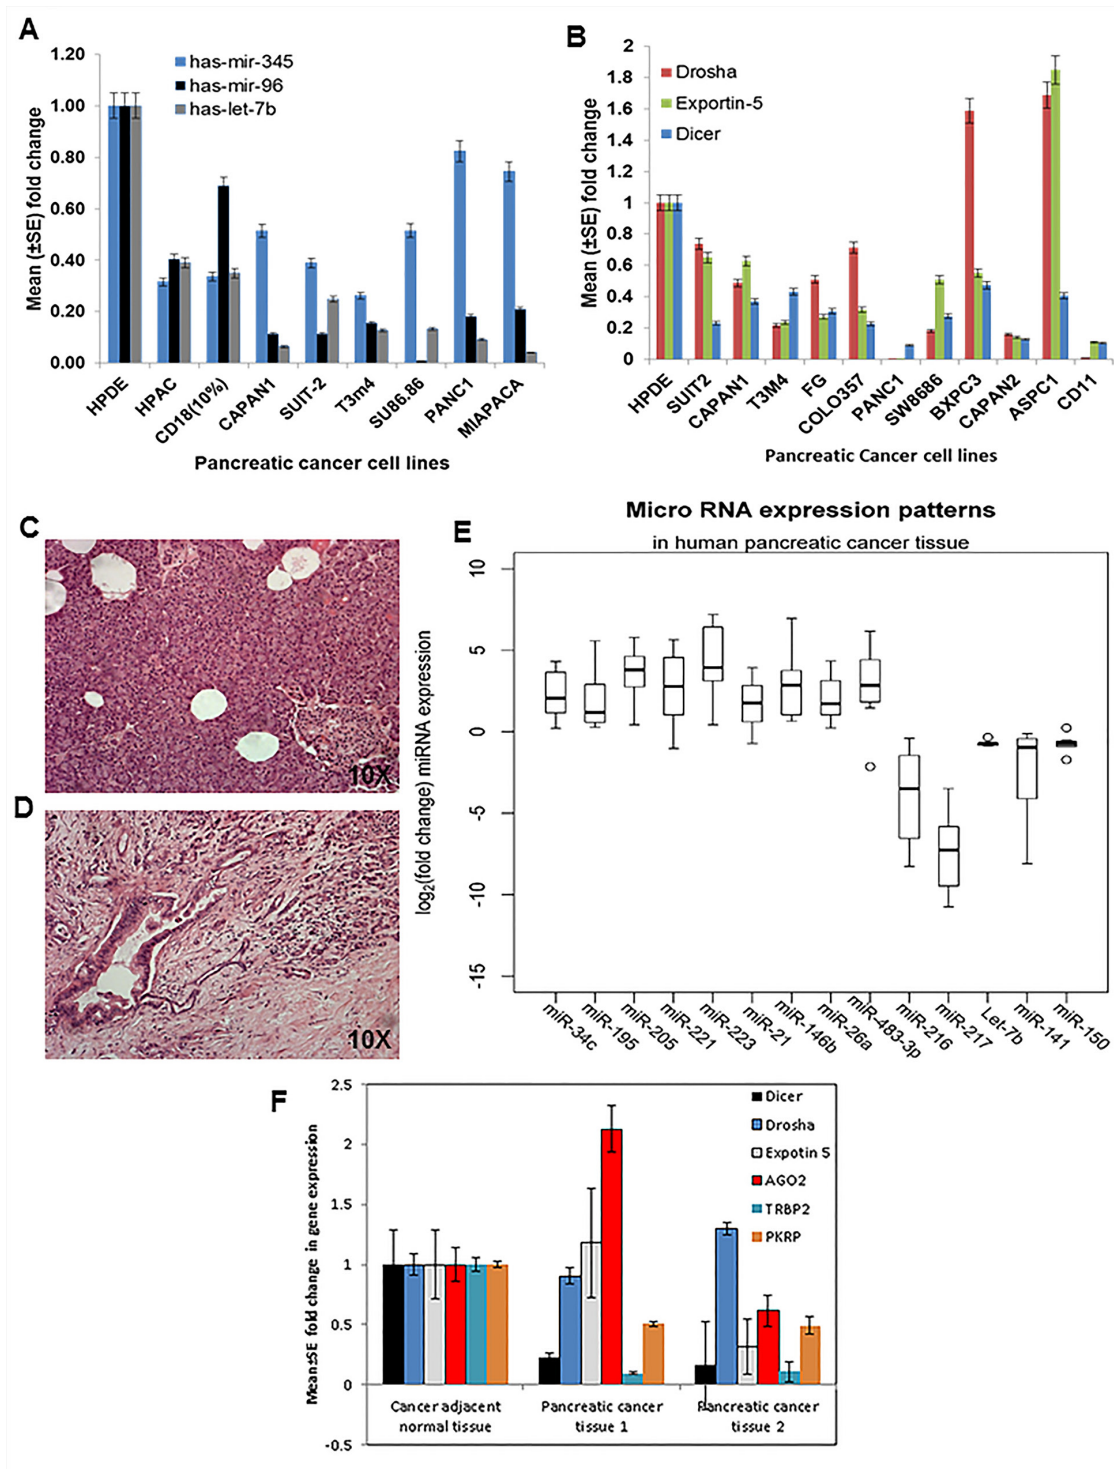 A
1.20
1.00
0.80
0.60
0.40
0.20
0.00
Mean (±SE) fold change
has-mir-345
has-mir-96
has-let-7b
HPDE
HPAC
CD18(10%)
CAPAN1
SUIT-2
T3m4
SU86.86
PANC1
MIAPACA
Pancreatic cancer cell lines
B
2
1.8
1.6
1.4
1.2
1
0.8
0.6
0.4
0.2
0
Mean (±SE) fold change
Drosha
Exportin-5
Dicer
HPDE
SUIT2
CAPAN1
T3M4
FG
COLO357
PANC1
SW8686
BXPC3
CAPAN2
ASPC1
CD11
Pancreatic Cancer cell lines
C
10X
D
10X
E
Micro RNA expression patterns
in human pancreatic cancer tissue
log2(fold change) miRNA expression
10
5
0
-5
-10
-15
miR-34c
miR-195
miR-205
miR-221
miR-223
miR-21
miR-146b
miR-26a
miR-483-3p
miR-216
miR-217
Let-7b
miR-141
miR-150
F
2.5
2
1.5
1
0.5
0
-0.5
Mean±SE fold change in gene expression
Dicer
Drosha
Expotin 5
AGO2
TRBP2
PKRP
Cancer adjacent
normal tissue
Pancreatic cancer
tissue 1
Pancreatic cancer
tissue 2